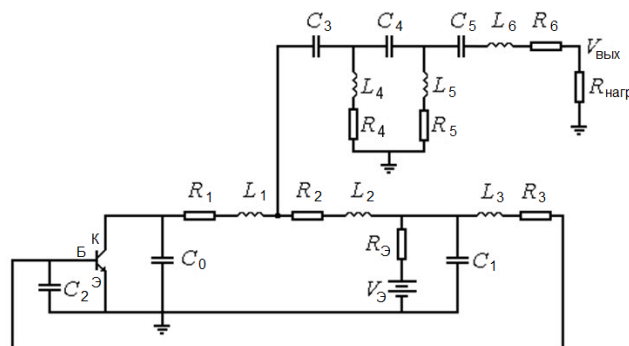 C3 C4 C5 L6 R6
Vвых
L4 L5 Rнагр
R4 R5
R1 L1 R2 L2 L3 R3
К
Б
Э
C2 C0 RЭ C1
VЭ